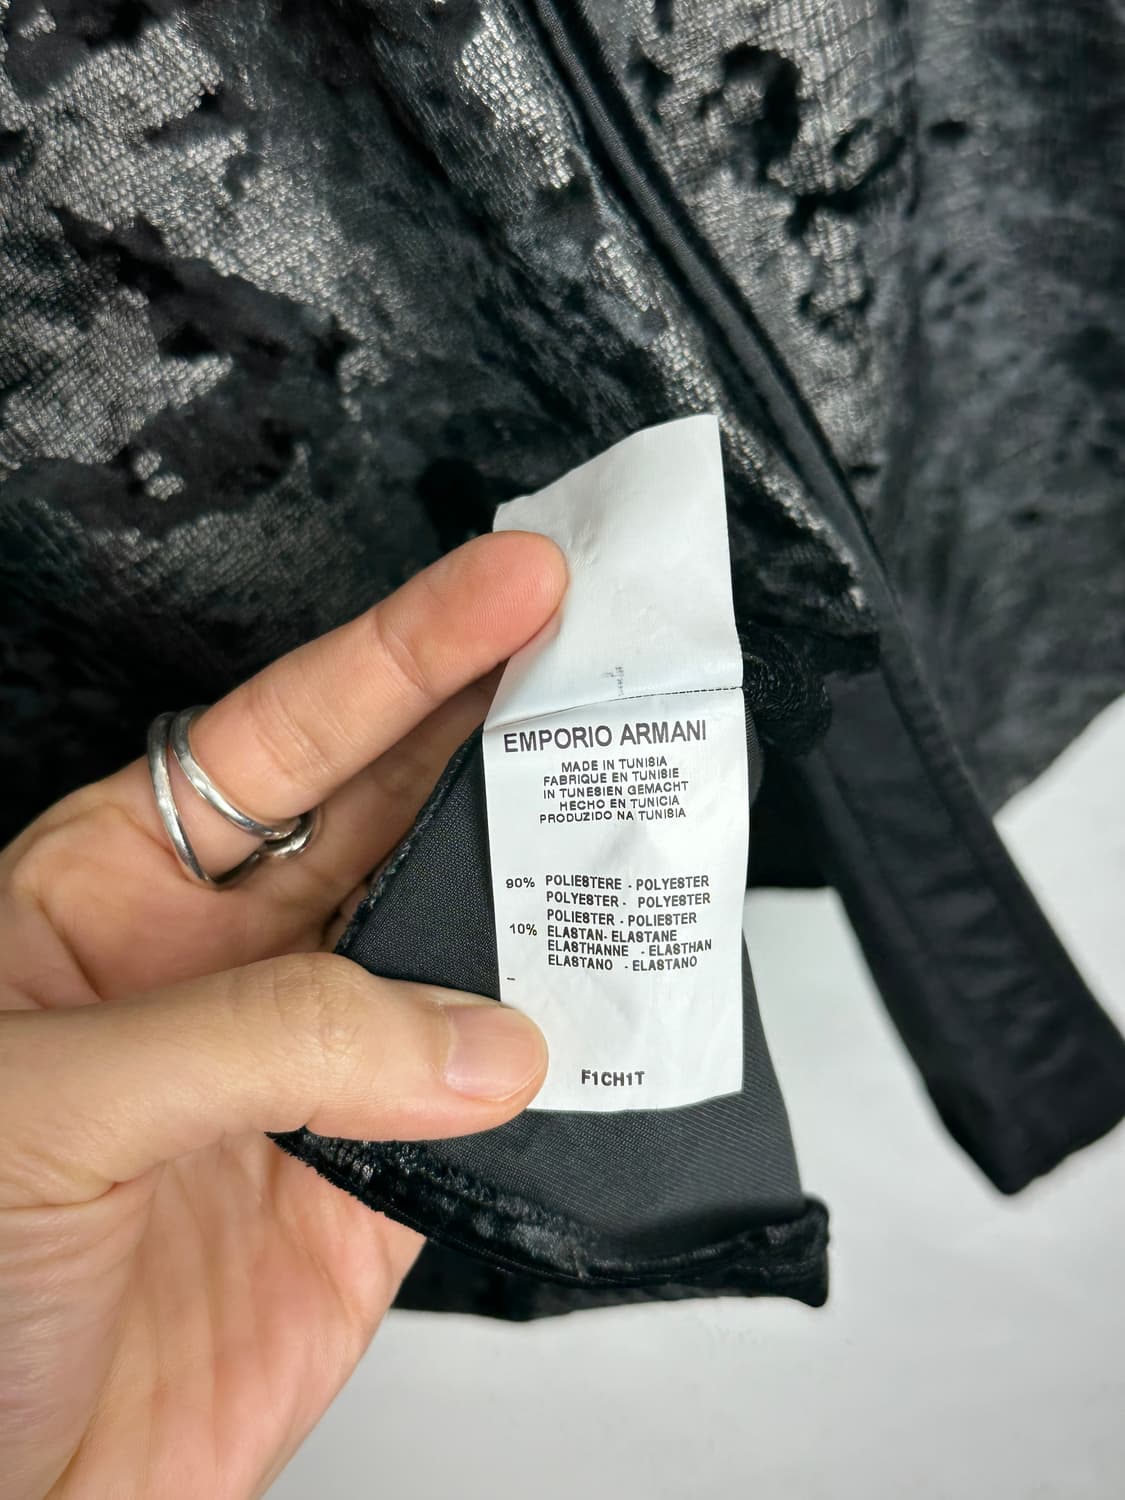 EMPORIO ARMANI
MADE IN TUNISIA
FABRIQUE EN TUNISIE
IN TUNESIEN GEMACHT
HECHO EN TUNICIA
PRODUZIDO NA TUNISIA
90% POLIESTERE - POLYESTER
POLYESTER - POLYESTER
POLIESTER - POLIESTER
10% ELASTAN - ELASTANE
ELASTHANNE - ELASTHAN
ELASTANO - ELASTANO
-
F1CH1T